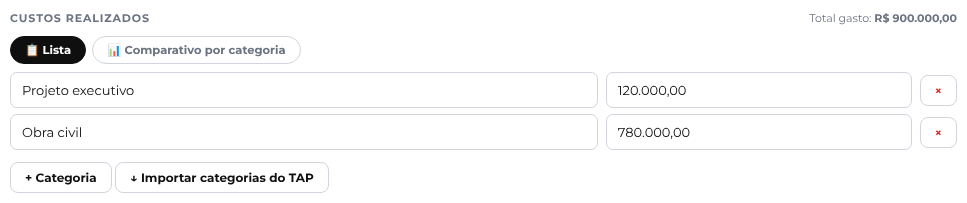 CUSTOS REALIZADOS Total gasto: R$ 900.000,00
📋 Lista 📊 Comparativo por categoria
Projeto executivo 120.000,00 ×
Obra civil 780.000,00 ×
+ Categoria ↓ Importar categorias do TAP